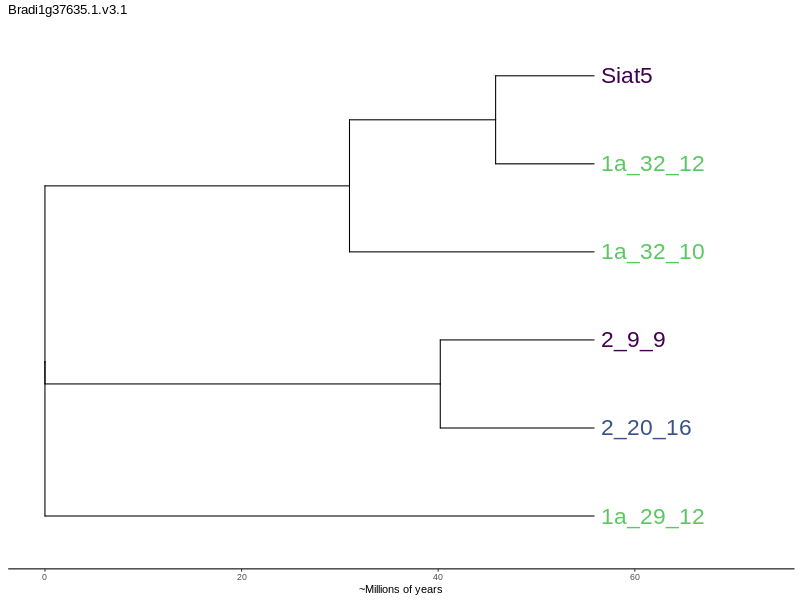 Bradi1g37635.1.v3.1
Siat5
1a_32_12
1a_32_10
2_9_9
2_20_16
1a_29_12
0 20 40 60
~Millions of years